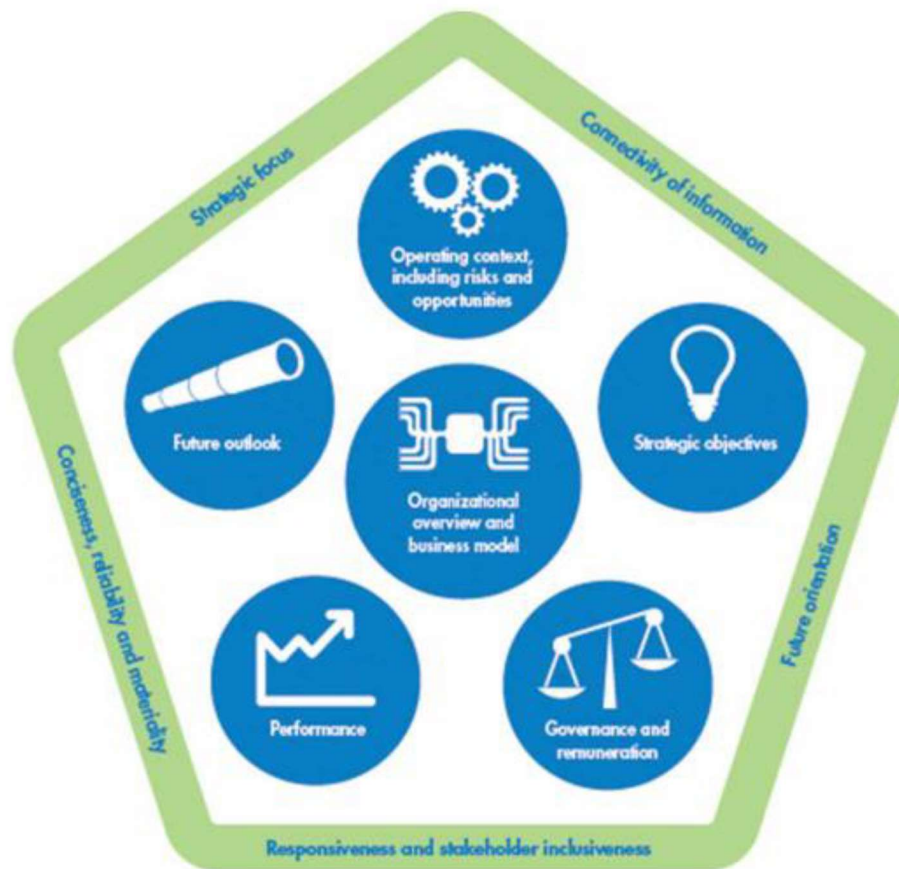 Strategic focus
Connectivity of information
Operating context,
including risks and
opportunities
Future outlook
Strategic objectives
Organizational
overview and
business model
Conciseness, reliability and materiality
Future orientation
Performance
Governance and
remuneration
Responsiveness and stakeholder inclusiveness